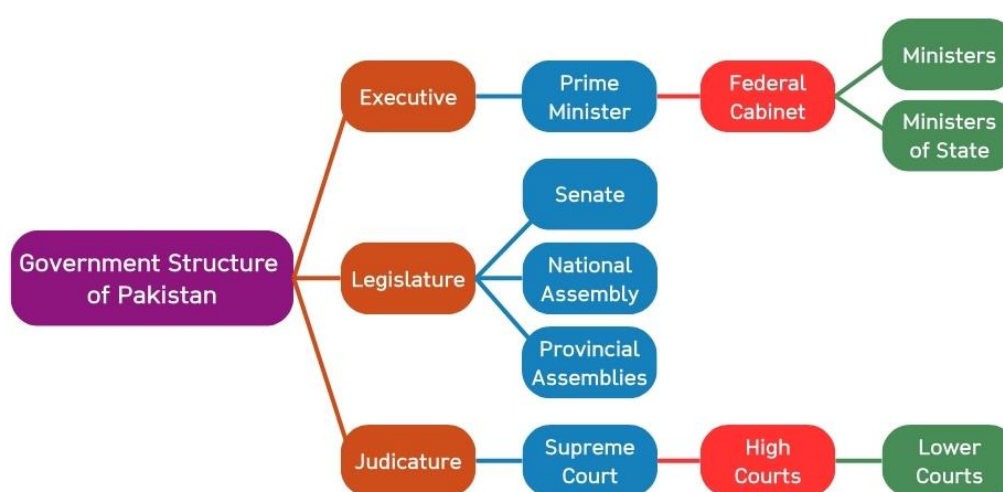 Government Structure
of Pakistan
Executive
Prime
Minister
Federal
Cabinet
Ministers
Ministers
of State
Legislature
Senate
National
Assembly
Provincial
Assemblies
Judicature
Supreme
Court
High
Courts
Lower
Courts